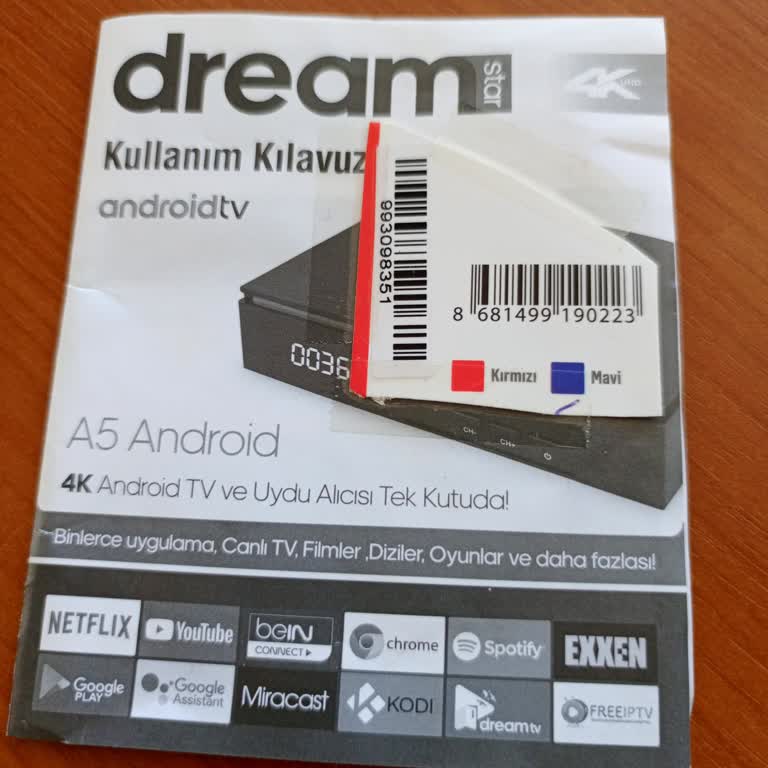 dream
star
4K
Kullanım Kılavuz
androidtv
993098351
8 681499 190223
Kırmızı
Mavi
0036
CH-
CH+
A5 Android
4K Android TV ve Uydu Alıcısı Tek Kutuda!
Binlerce uygulama, Canlı TV, Filmler ,Diziler, Oyunlar ve daha fazlası!
NETFLIX YouTube beIN CONNECT chrome Spotify EXXEN
Google PLAY Google Assistant Miracast KODI dreamtv FREEIPTV